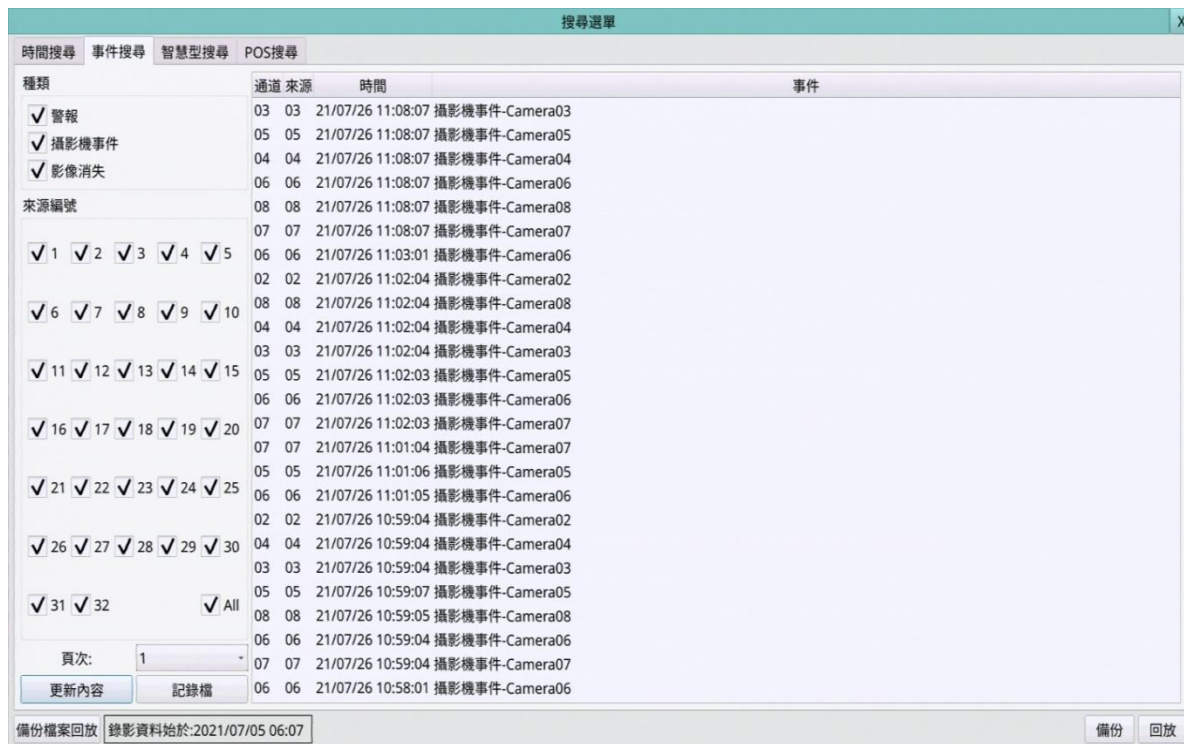 搜尋選單 X
時間搜尋 事件搜尋 智慧型搜尋 POS搜尋
種類
警報
攝影機事件
影像消失
來源編號
1 2 3 4 5
6 7 8 9 10
11 12 13 14 15
16 17 18 19 20
21 22 23 24 25
26 27 28 29 30
31 32 All
頁次: 1
更新內容 記錄檔
通道 來源 時間 事件
03 03 21/07/26 11:08:07 攝影機事件-Camera03
05 05 21/07/26 11:08:07 攝影機事件-Camera05
04 04 21/07/26 11:08:07 攝影機事件-Camera04
06 06 21/07/26 11:08:07 攝影機事件-Camera06
08 08 21/07/26 11:08:07 攝影機事件-Camera08
07 07 21/07/26 11:08:07 攝影機事件-Camera07
06 06 21/07/26 11:03:01 攝影機事件-Camera06
02 02 21/07/26 11:02:04 攝影機事件-Camera02
08 08 21/07/26 11:02:04 攝影機事件-Camera08
04 04 21/07/26 11:02:04 攝影機事件-Camera04
03 03 21/07/26 11:02:04 攝影機事件-Camera03
05 05 21/07/26 11:02:03 攝影機事件-Camera05
06 06 21/07/26 11:02:03 攝影機事件-Camera06
07 07 21/07/26 11:02:03 攝影機事件-Camera07
07 07 21/07/26 11:01:04 攝影機事件-Camera07
05 05 21/07/26 11:01:06 攝影機事件-Camera05
06 06 21/07/26 11:01:05 攝影機事件-Camera06
02 02 21/07/26 10:59:04 攝影機事件-Camera02
04 04 21/07/26 10:59:04 攝影機事件-Camera04
03 03 21/07/26 10:59:04 攝影機事件-Camera03
05 05 21/07/26 10:59:07 攝影機事件-Camera05
08 08 21/07/26 10:59:05 攝影機事件-Camera08
06 06 21/07/26 10:59:04 攝影機事件-Camera06
07 07 21/07/26 10:59:04 攝影機事件-Camera07
06 06 21/07/26 10:58:01 攝影機事件-Camera06
備份檔案回放 錄影資料始於:2021/07/05 06:07 備份 回放